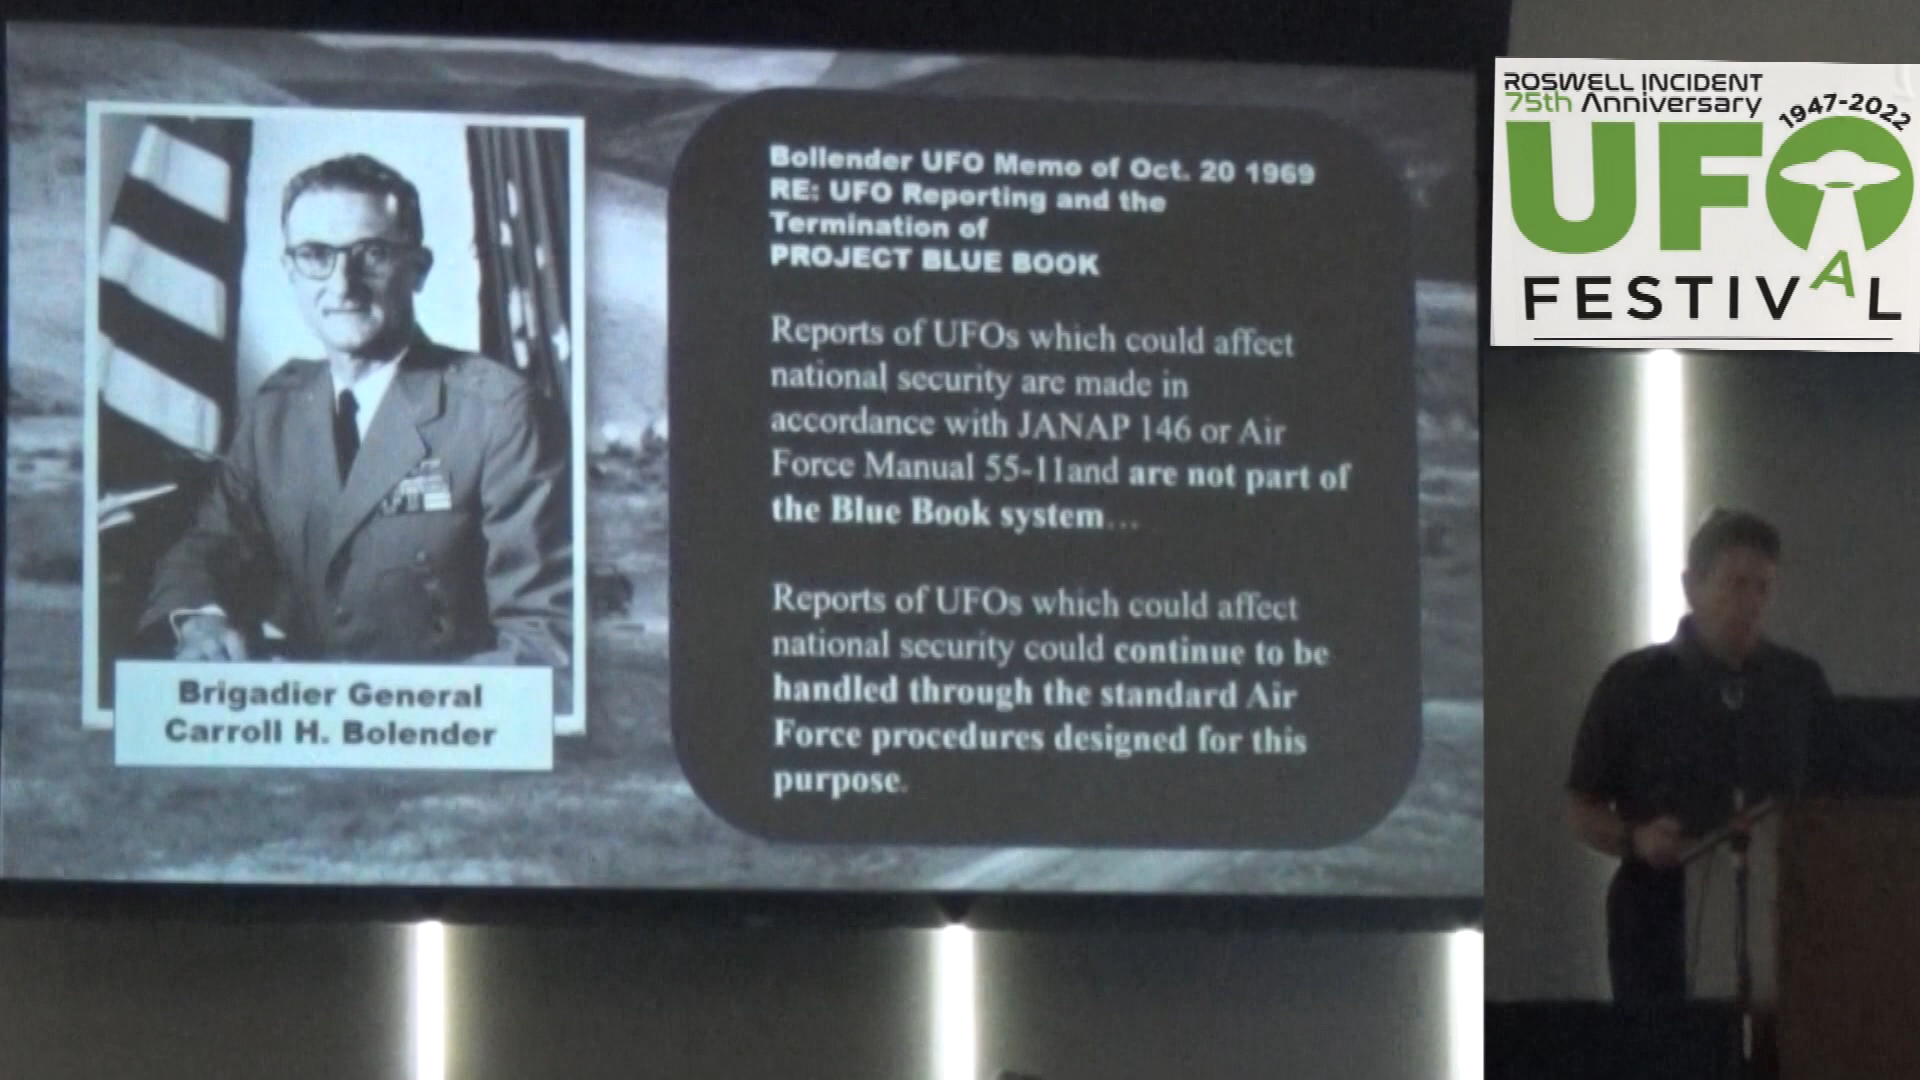 Bollender UFO Memo of Oct. 20 1969
RE: UFO Reporting and the
Termination of
PROJECT BLUE BOOK
Reports of UFOs which could affect
national security are made in
accordance with JANAP 146 or Air
Force Manual 55-11and are not part of
the Blue Book system...
Reports of UFOs which could affect
national security could continue to be
handled through the standard Air
Force procedures designed for this
purpose.
Brigadier General
Carroll H. Bolender
ROSWELL INCIDENT
75th Anniversary
1947-2022
UFO
FESTIVAL